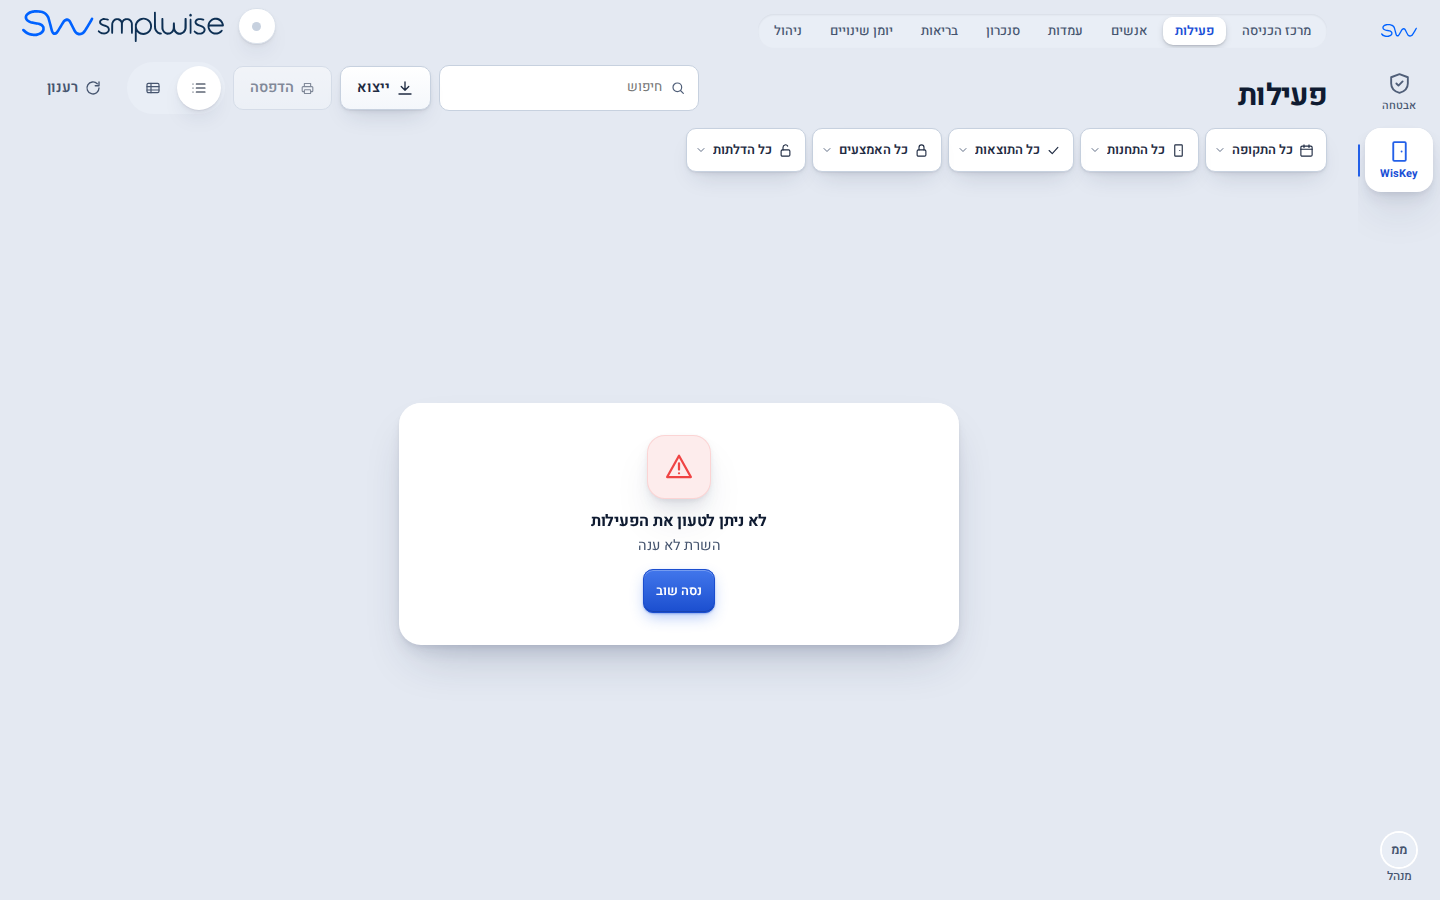 מרכז הכניסה
פעילות
אנשים
עמדות
סנכרון
בריאות
יומן שינויים
ניהול
smplwise
אבטחה
WisKey
פעילות
חיפוש
ייצוא
הדפסה
רענון
כל התקופה
כל התחנות
כל התוצאות
כל האמצעים
כל הדלתות
לא ניתן לטעון את הפעילות
השרת לא ענה
נסה שוב
ממ
מנהל